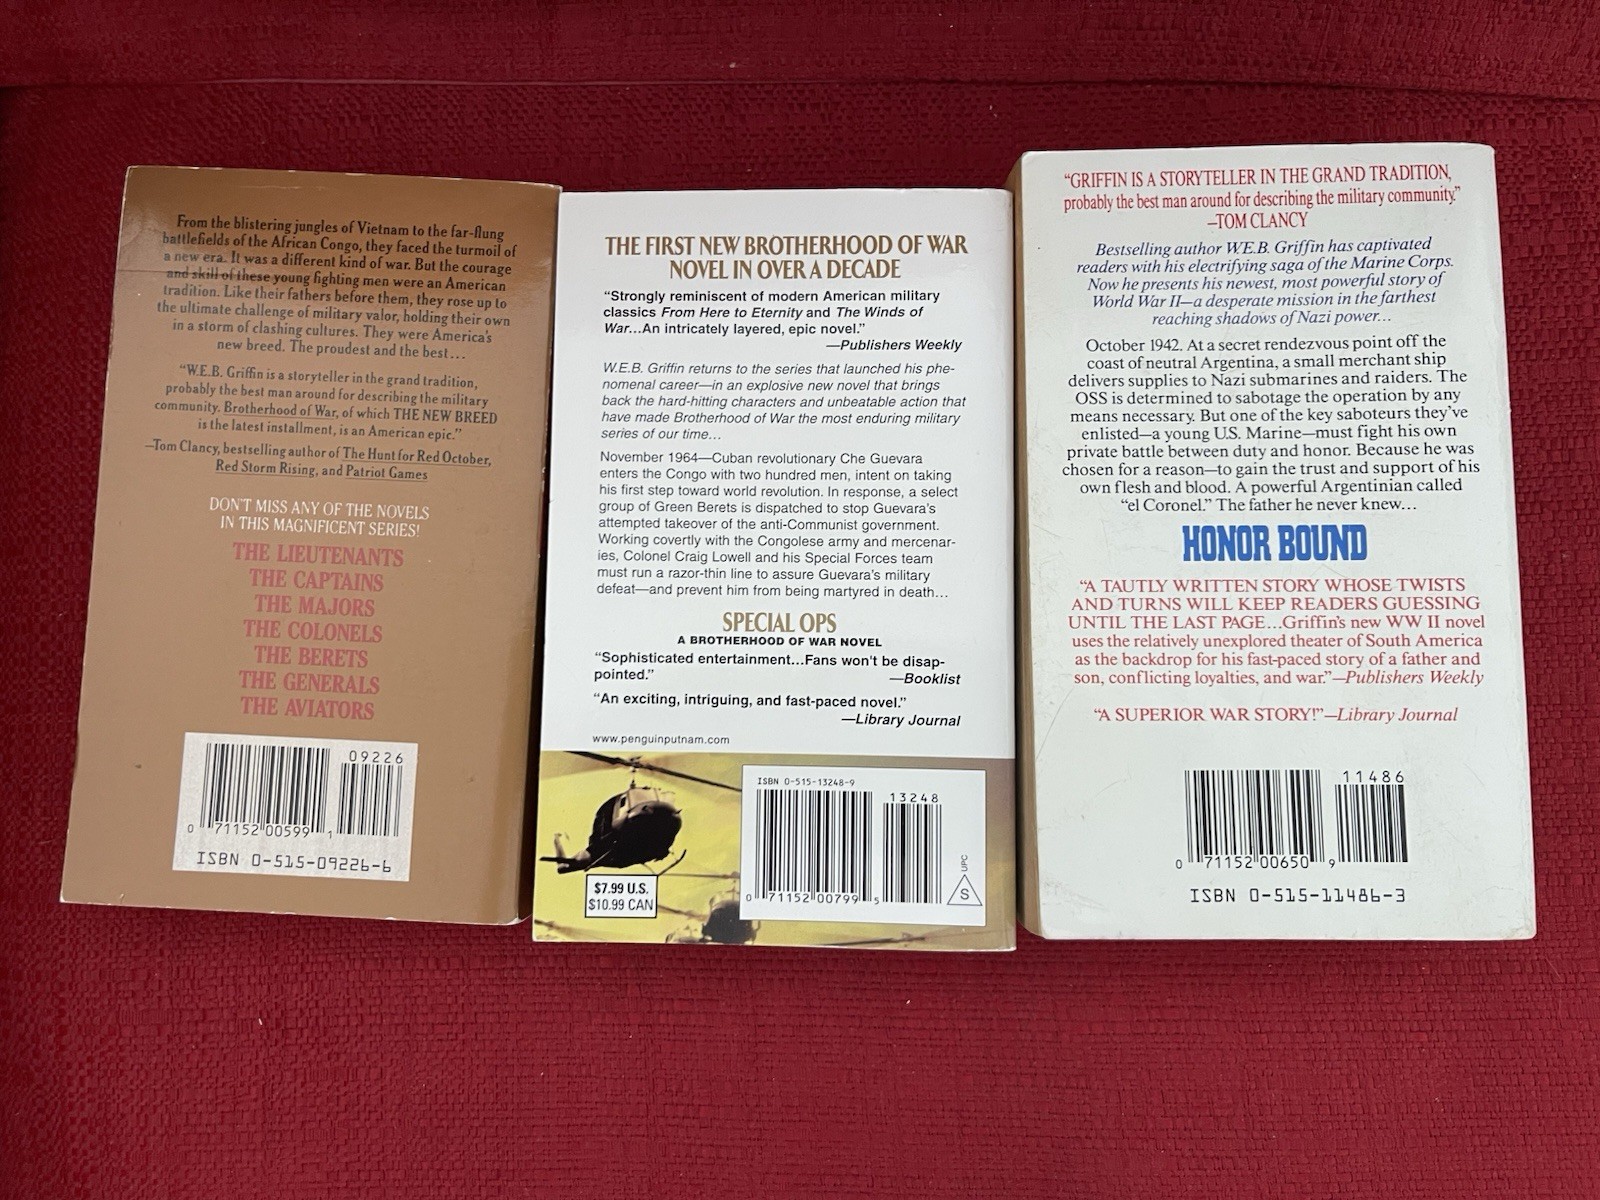 From the blistering jungles of Vietnam to the far-flung
battlefields of the African Congo, they faced the turmoil of
a new era. It was a different kind of war. But the courage
and skill of these young fighting men were an American
tradition. Like their fathers before them, they rose up to
the ultimate challenge of military valor, holding their own
in a storm of clashing cultures. They were America's
new breed. The proudest and the best...
"W.E.B. Griffin is a storyteller in the grand tradition,
probably the best man around for describing the military
community. Brotherhood of War, of which THE NEW BREED
is the latest installment, is an American epic."
—Tom Clancy, bestselling author of The Hunt for Red October,
Red Storm Rising, and Patriot Games
DON'T MISS ANY OF THE NOVELS
IN THIS MAGNIFICENT SERIES!
THE LIEUTENANTS
THE CAPTAINS
THE MAJORS
THE COLONELS
THE BERETS
THE GENERALS
THE AVIATORS
09226
0 71152 00599 1
ISBN 0-515-09226-6
THE FIRST NEW BROTHERHOOD OF WAR
NOVEL IN OVER A DECADE
"Strongly reminiscent of modern American military
classics From Here to Eternity and The Winds of
War...An intricately layered, epic novel."
—Publishers Weekly
W.E.B. Griffin returns to the series that launched his phe-
nomenal career—in an explosive new novel that brings
back the hard-hitting characters and unbeatable action that
have made Brotherhood of War the most enduring military
series of our time...
November 1964—Cuban revolutionary Che Guevara
enters the Congo with two hundred men, intent on taking
his first step toward world revolution. In response, a select
group of Green Berets is dispatched to stop Guevara's
attempted takeover of the anti-Communist government.
Working covertly with the Congolese army and mercenar-
ies, Colonel Craig Lowell and his Special Forces team
must run a razor-thin line to assure Guevara's military
defeat—and prevent him from being martyred in death...
SPECIAL OPS
A BROTHERHOOD OF WAR NOVEL
"Sophisticated entertainment...Fans won't be disap-
pointed." —Booklist
"An exciting, intriguing, and fast-paced novel."
—Library Journal
www.penguinputnam.com
ISBN 0-515-13248-9
13248
0 71152 00799 5
UPC
S
$7.99 U.S.
$10.99 CAN
"GRIFFIN IS A STORYTELLER IN THE GRAND TRADITION,
probably the best man around for describing the military community."
—TOM CLANCY
Bestselling author W.E.B. Griffin has captivated
readers with his electrifying saga of the Marine Corps.
Now he presents his newest, most powerful story of
World War II—a desperate mission in the farthest
reaching shadows of Nazi power...
October 1942. At a secret rendezvous point off the
coast of neutral Argentina, a small merchant ship
delivers supplies to Nazi submarines and raiders. The
OSS is determined to sabotage the operation by any
means necessary. But one of the key saboteurs they've
enlisted—a young U.S. Marine—must fight his own
private battle between duty and honor. Because he was
chosen for a reason—to gain the trust and support of his
own flesh and blood. A powerful Argentinian called
"el Coronel." The father he never knew...
HONOR BOUND
"A TAUTLY WRITTEN STORY WHOSE TWISTS
AND TURNS WILL KEEP READERS GUESSING
UNTIL THE LAST PAGE...Griffin's new WW II novel
uses the relatively unexplored theater of South America
as the backdrop for his fast-paced story of a father and
son, conflicting loyalties, and war."—Publishers Weekly
"A SUPERIOR WAR STORY!"—Library Journal
11486
0 71152 00650 9
ISBN 0-515-11486-3